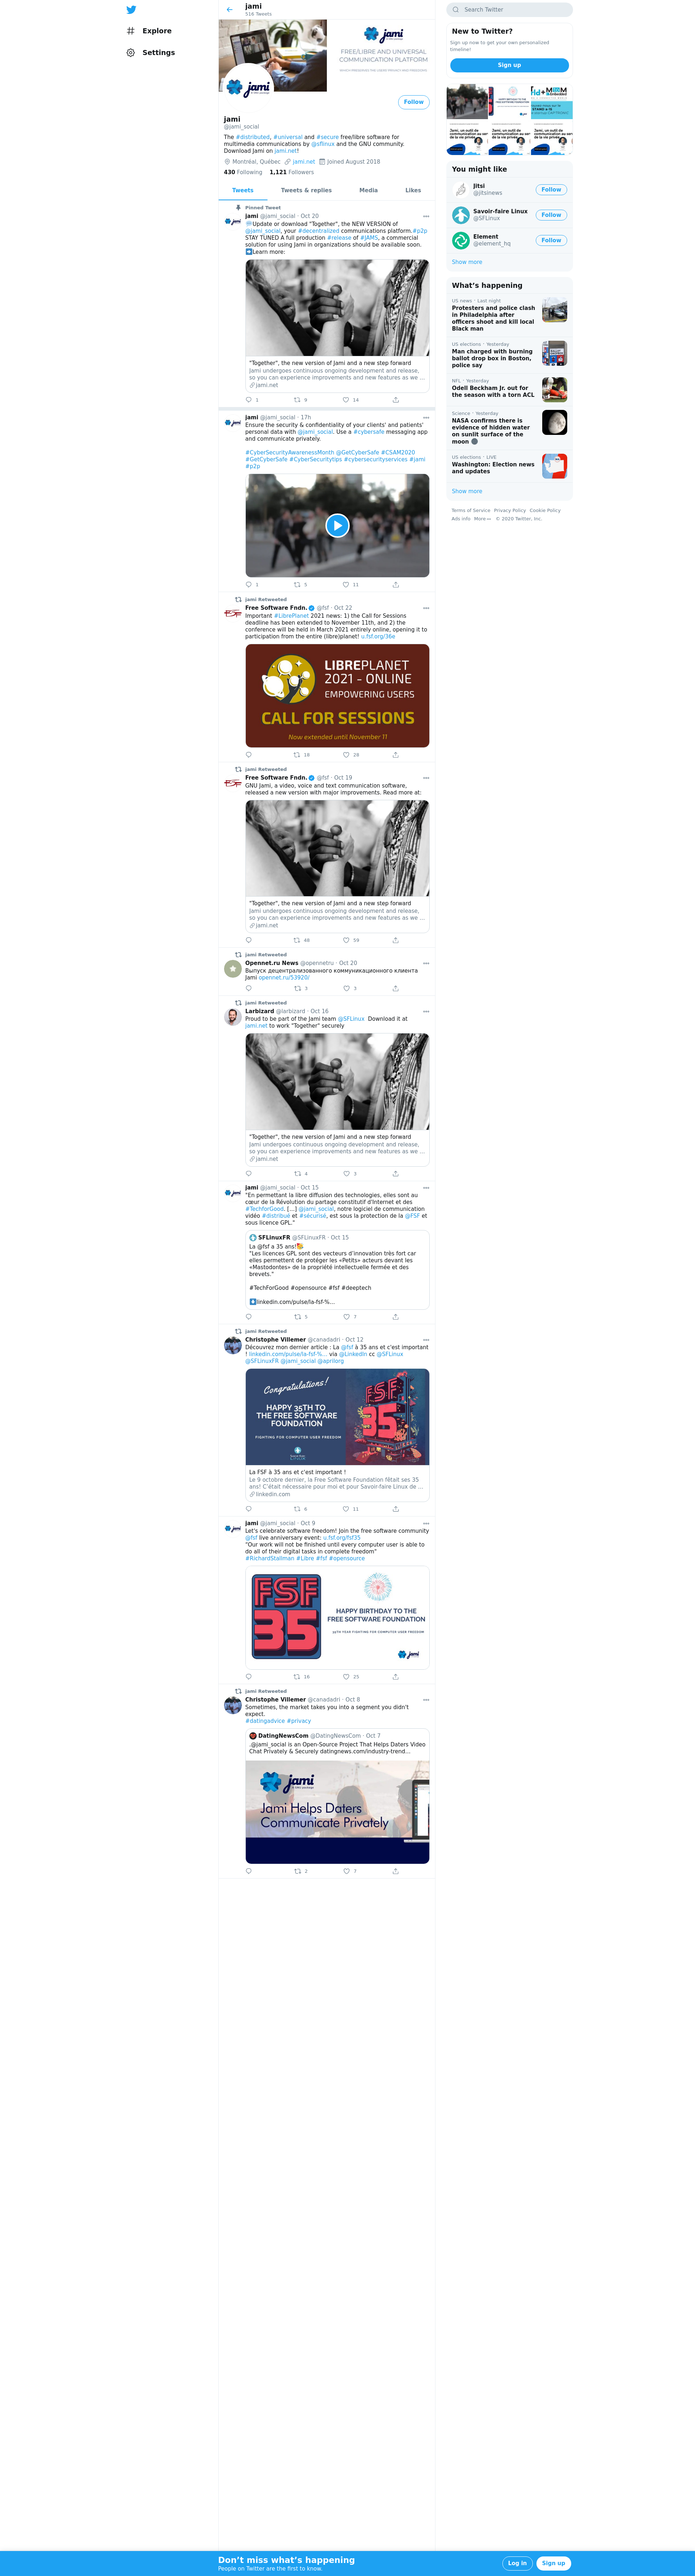 Explore
Settings
jami
516 Tweets
jami
FREE/LIBRE AND UNIVERSAL
COMMUNICATION PLATFORM
jami
Follow
jami
@jami_social
The #distributed, #universal and #secure free/libre software for
multimedia communications by @sflinux and the GNU community.
Download Jami on jami.net!
Montréal, Québec jami.net Joined August 2018
430 Following 1,121 Followers
Tweets Tweets & replies Media Likes
Pinned Tweet
jami @jami_social · Oct 20
Update or download "Together", the NEW VERSION of
@jami_social, your #decentralized communications platform.#p2p
STAY TUNED A full production #release of #JAMS, a commercial
solution for using Jami in organizations should be available soon.
Learn more:
"Together", the new version of Jami and a new step forward
Jami undergoes continuous ongoing development and release,
so you can experience improvements and new features as we ...
jami.net
1 9 14
jami @jami_social · 17h
Ensure the security & confidentiality of your clients' and patients'
personal data with @jami_social. Use a #cybersafe messaging app
and communicate privately.
#CyberSecurityAwarenessMonth @GetCyberSafe #CSAM2020
#GetCyberSafe #CyberSecuritytips #cybersecurityservices #jami
#p2p
1 5 11
jami Retweeted
Free Software Fndn. @fsf · Oct 22
Important #LibrePlanet 2021 news: 1) the Call for Sessions
deadline has been extended to November 11th, and 2) the
conference will be held in March 2021 entirely online, opening it to
participation from the entire (libre)planet! u.fsf.org/36e
LIBREPLANET
2021 - ONLINE
EMPOWERING USERS
CALL FOR SESSIONS
Now extended until November 11
18 28
jami Retweeted
Free Software Fndn. @fsf · Oct 19
GNU Jami, a video, voice and text communication software,
released a new version with major improvements. Read more at:
"Together", the new version of Jami and a new step forward
Jami undergoes continuous ongoing development and release,
so you can experience improvements and new features as we ...
jami.net
48 59
jami Retweeted
Opennet.ru News @opennetru · Oct 20
Выпуск децентрализованного коммуникационного клиента
Jami opennet.ru/53920/
3 3
jami Retweeted
Larbizard @larbizard · Oct 16
Proud to be part of the Jami team @SFLinux Download it at
jami.net to work "Together" securely
"Together", the new version of Jami and a new step forward
Jami undergoes continuous ongoing development and release,
so you can experience improvements and new features as we ...
jami.net
4 3
jami @jami_social · Oct 15
"En permettant la libre diffusion des technologies, elles sont au
cœur de la Révolution du partage constitutif d'Internet et des
#TechforGood. [...] @jami_social, notre logiciel de communication
vidéo #distribué et #sécurisé, est sous la protection de la @FSF et
sous licence GPL."
SFLinuxFR @SFLinuxFR · Oct 15
La @fsf a 35 ans!
"Les licences GPL sont des vecteurs d'innovation très fort car
elles permettent de protéger les «Petits» acteurs devant les
«Mastodontes» de la propriété intellectuelle fermée et des
brevets."
#TechForGood #opensource #fsf #deeptech
linkedin.com/pulse/la-fsf-%...
5 7
jami Retweeted
Christophe Villemer @canadadri · Oct 12
Découvrez mon dernier article : La @fsf à 35 ans et c'est important
! linkedin.com/pulse/la-fsf-%... via @LinkedIn cc @SFLinux
@SFLinuxFR @jami_social @aprilorg
Congratulations!
HAPPY 35TH TO
THE FREE SOFTWARE
FOUNDATION
FIGHTING FOR COMPUTER USER FREEDOM
FSF
La FSF à 35 ans et c'est important !
Le 9 octobre dernier, la Free Software Foundation fêtait ses 35
ans! C'était nécessaire pour moi et pour Savoir-faire Linux de ...
linkedin.com
6 11
jami @jami_social · Oct 9
Let's celebrate software freedom! Join the free software community
@fsf live anniversary event: u.fsf.org/fsf35
"Our work will not be finished until every computer user is able to
do all of their digital tasks in complete freedom"
#RichardStallman #Libre #fsf #opensource
FSF
35
HAPPY BIRTHDAY TO THE
FREE SOFTWARE FOUNDATION
35TH YEAR FIGHTING FOR COMPUTER USER FREEDOM
jami
16 25
jami Retweeted
Christophe Villemer @canadadri · Oct 8
Sometimes, the market takes you into a segment you didn't
expect.
#datingadvice #privacy
DatingNewsCom @DatingNewsCom · Oct 7
.@jami_social is an Open-Source Project That Helps Daters Video
Chat Privately & Securely datingnews.com/industry-trend...
jami
Jami Helps Daters
Communicate Privately
2 7
Search Twitter
New to Twitter?
Sign up now to get your own personalized
timeline!
Sign up
You might like
Jitsi
@jitsinews
Follow
Savoir-faire Linux
@SFLinux
Follow
Element
@element_hq
Follow
Show more
What's happening
US news · Last night
Protesters and police clash
in Philadelphia after
officers shoot and kill local
Black man
US elections · Yesterday
Man charged with burning
ballot drop box in Boston,
police say
NFL · Yesterday
Odell Beckham Jr. out for
the season with a torn ACL
Science · Yesterday
NASA confirms there is
evidence of hidden water
on sunlit surface of the
moon
US elections · LIVE
Washington: Election news
and updates
Show more
Terms of Service Privacy Policy Cookie Policy
Ads info More © 2020 Twitter, Inc.
Don't miss what's happening
People on Twitter are the first to know.
Log in Sign up